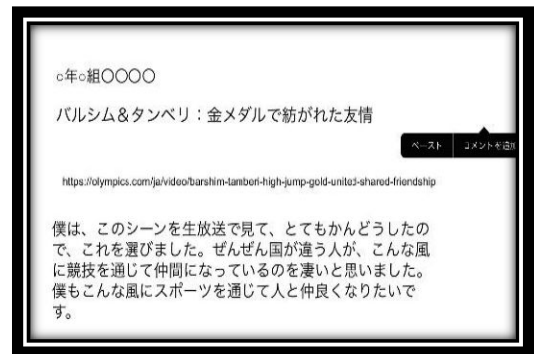 ○年○組〇〇〇〇
バルシム&タンベリ：金メダルで紡がれた友情
ペースト コメントを追加
https://olympics.com/ja/video/barshim-tamberi-high-jump-gold-united-shared-friendship
僕は、このシーンを生放送で見て、とてもかんどうしたの
で、これを選びました。ぜんぜん国が違う人が、こんな風
に競技を通じて仲間になっているのを凄いと思いました。
僕もこんな風にスポーツを通じて人と仲良くなりたいで
す。